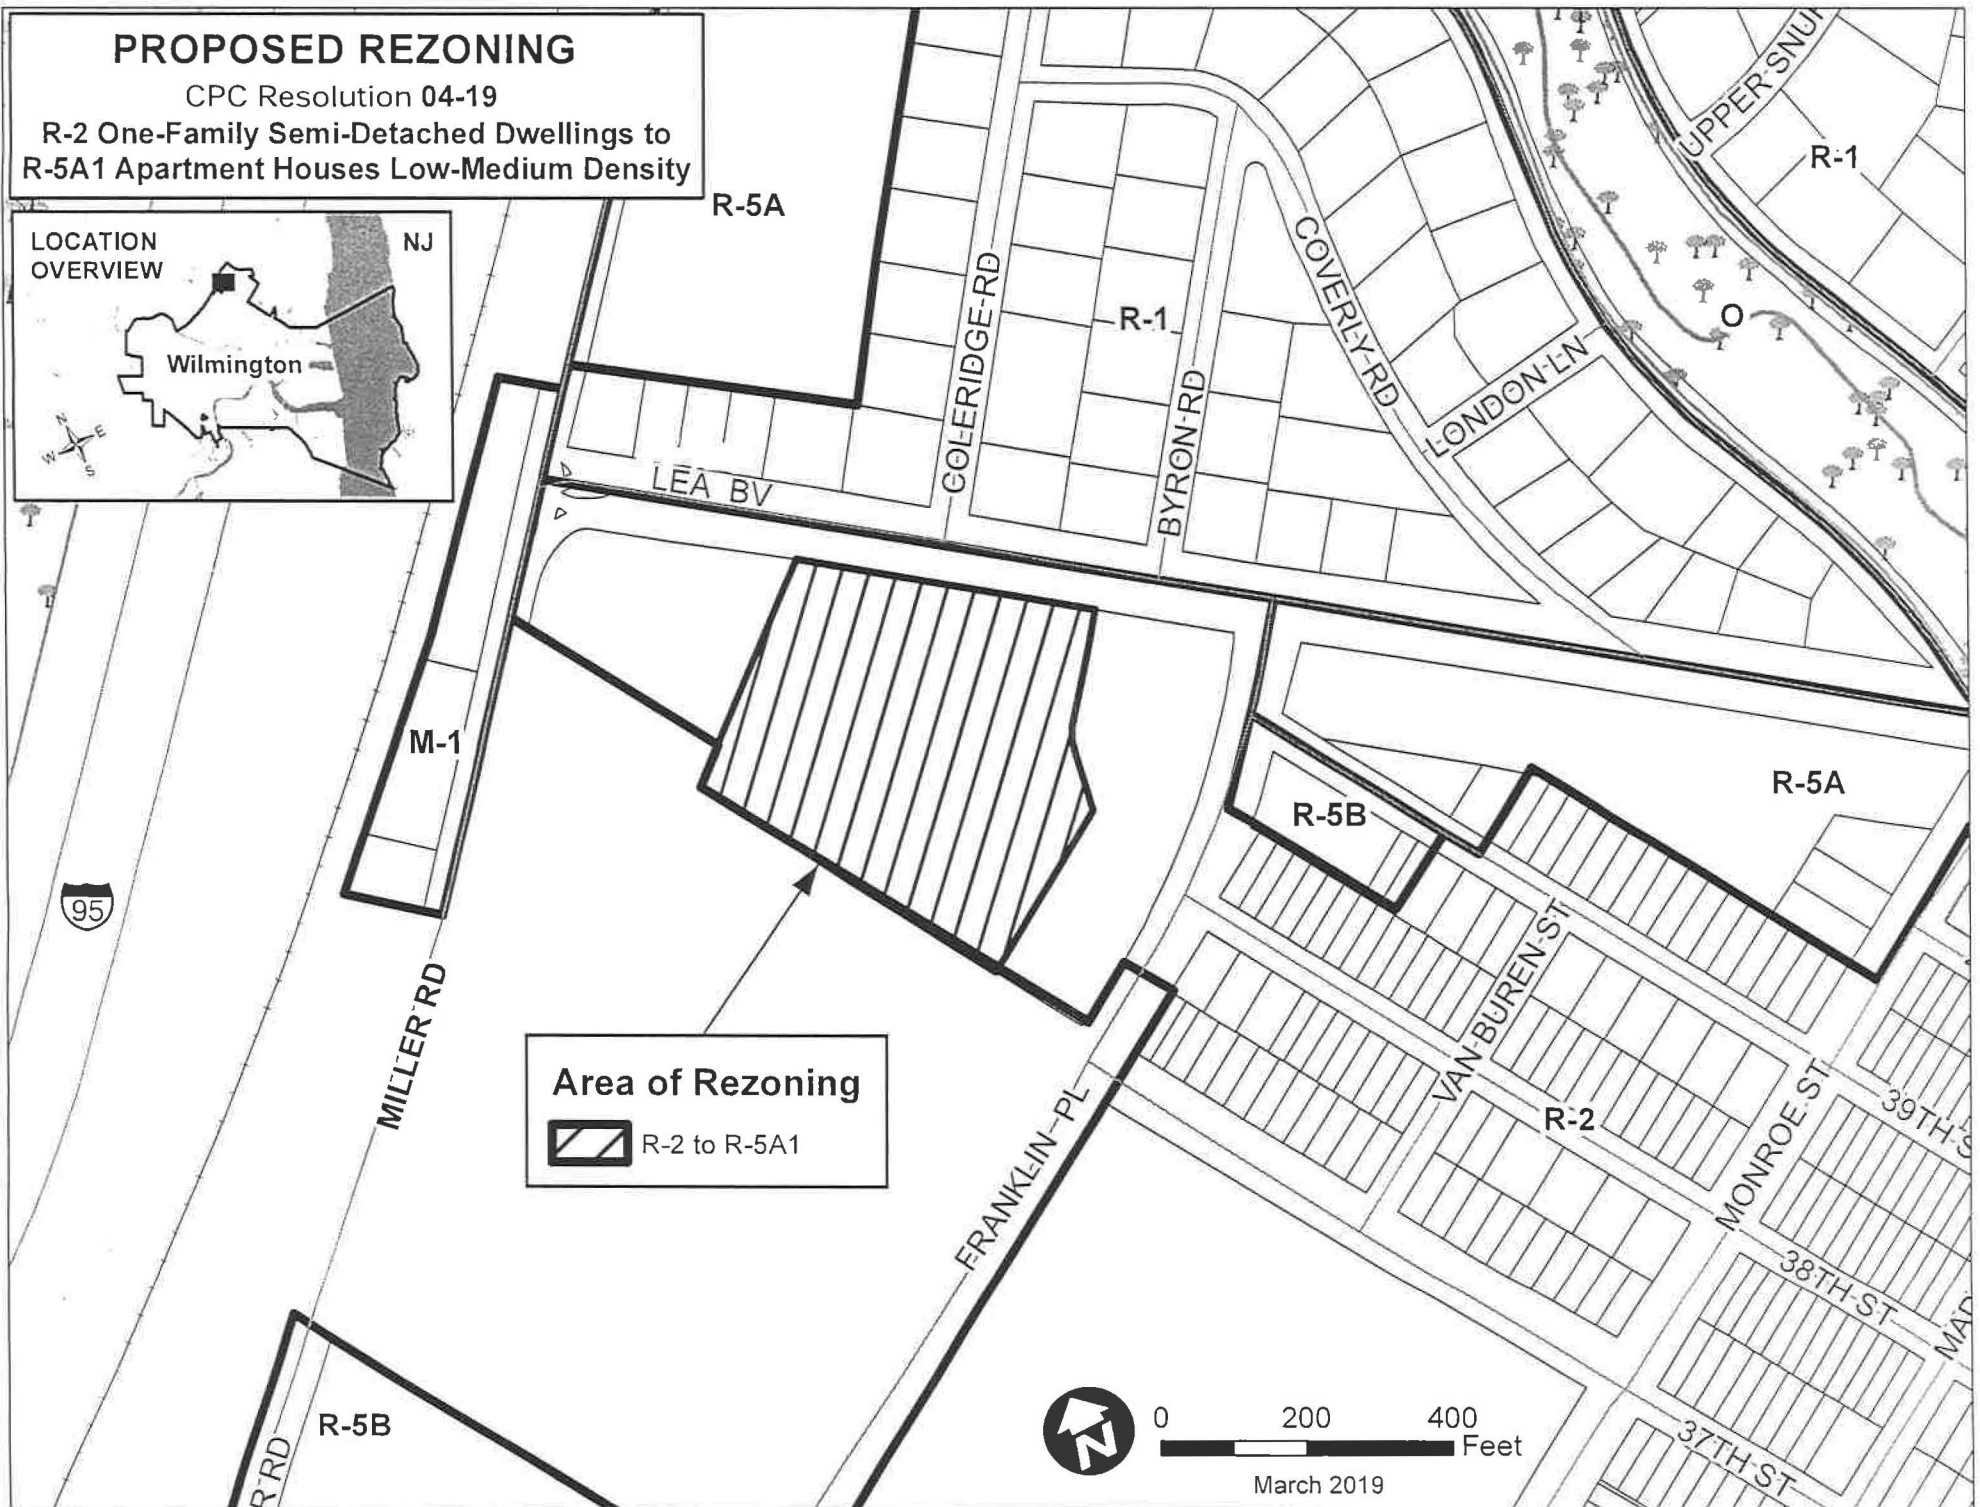 PROPOSED REZONING
CPC Resolution 04-19
R-2 One-Family Semi-Detached Dwellings to
R-5A1 Apartment Houses Low-Medium Density
LOCATION
OVERVIEW
NJ
Wilmington
N
E
W
S
R-5A
R-1
COLERIDGE RD
BYRON RD
COVERLY RD
LONDON LN
UPPER SNUF
R-1
O
LEA BV
M-1
R-5B
R-5A
95
MILLER RD
Area of Rezoning
R-2 to R-5A1
FRANKLIN PL
VAN BUREN ST
R-2
MONROE ST
39TH S
38TH ST
MAR
37TH ST
R-5B
R RD
N
0 200 400
Feet
March 2019